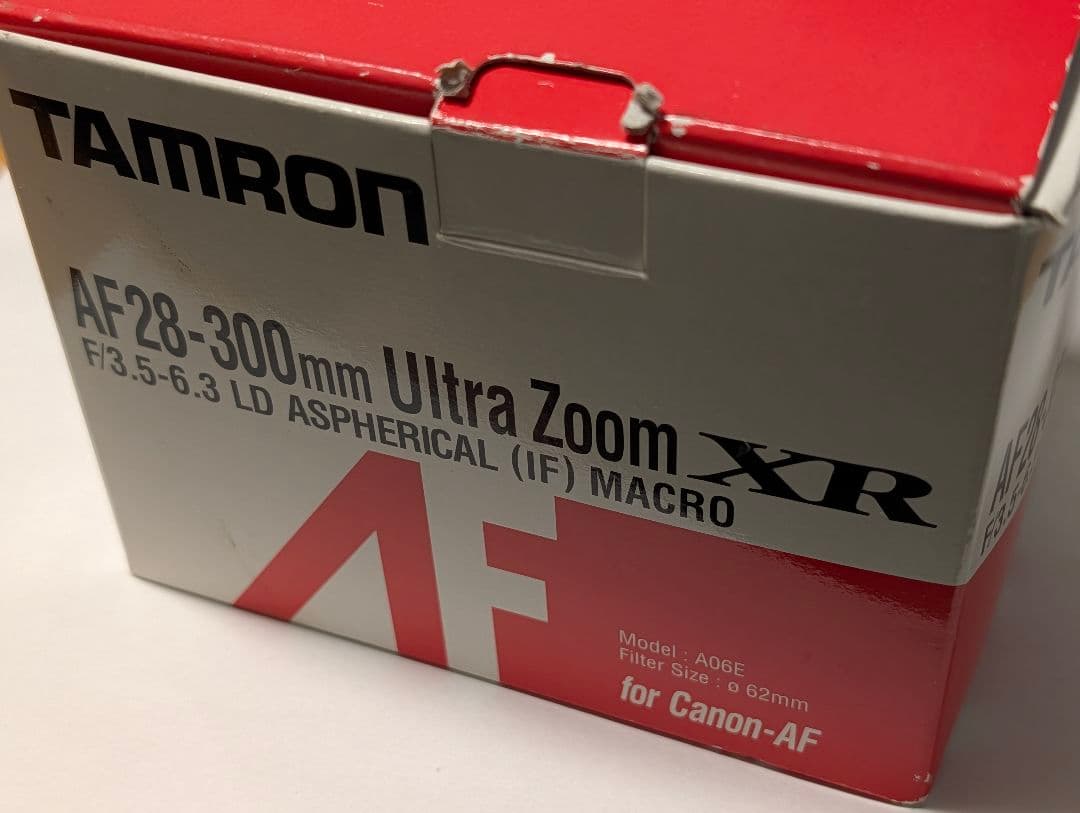 TAMRON
AF28-300mm Ultra Zoom XR
F/3.5-6.3 LD ASPHERICAL (IF) MACRO
AF
Model : A06E
Filter Size : ø 62mm
for Canon-AF